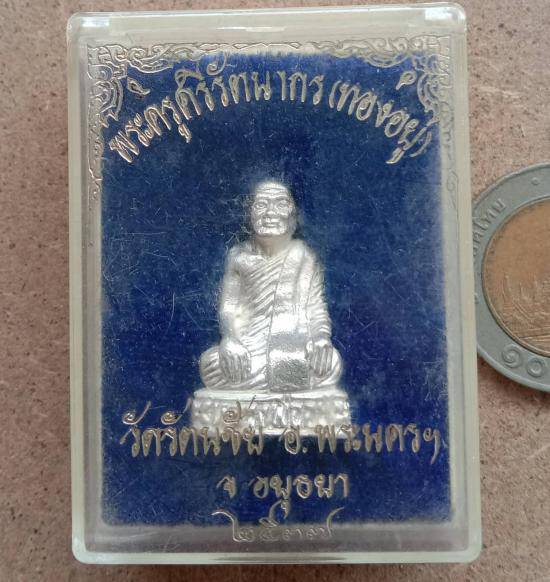 พระครูศิริรัตนากร (ทองอยู่)
วัดรัตนชัย อ.พระนครฯ
จ. อยุธยา
๒๕๓๗
๑๐